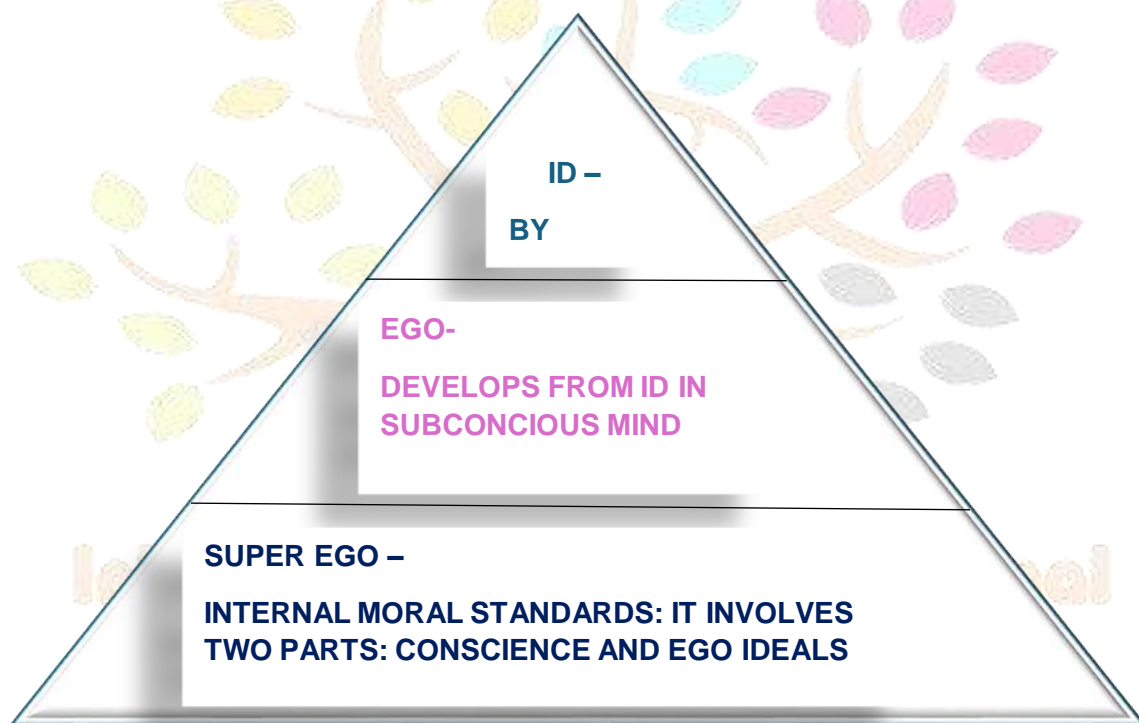 ID –
BY
EGO-
DEVELOPS FROM ID IN
SUBCONCIOUS MIND
SUPER EGO –
INTERNAL MORAL STANDARDS: IT INVOLVES
TWO PARTS: CONSCIENCE AND EGO IDEALS